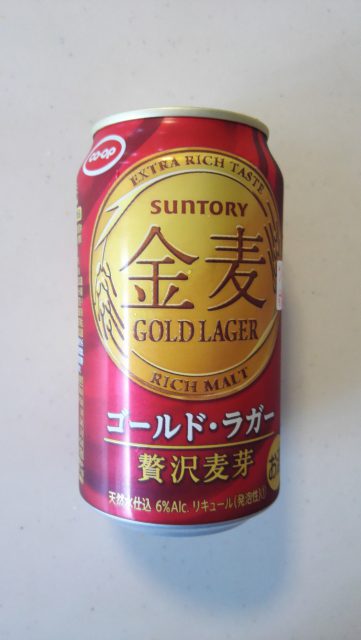 CO·OP
EXTRA RICH TASTE
SUNTORY
金麦
GOLD LAGER
RICH MALT
ゴールド・ラガー
贅沢麦芽
天然水仕込 6%Alc. リキュール(発泡性)①